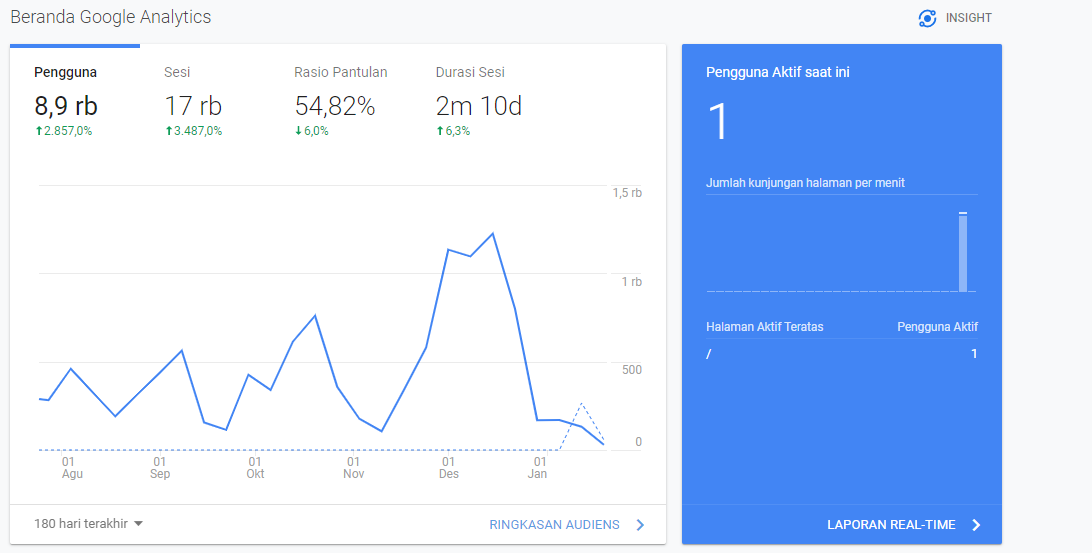 Beranda Google Analytics
INSIGHT
Pengguna
8,9 rb
2.857,0%
Sesi
17 rb
3.487,0%
Rasio Pantulan
54,82%
6,0%
Durasi Sesi
2m 10d
6,3%
1,5 rb
1 rb
500
0
01 Agu
01 Sep
01 Okt
01 Nov
01 Des
01 Jan
180 hari terakhir
RINGKASAN AUDIENS
Pengguna Aktif saat ini
1
Jumlah kunjungan halaman per menit
Halaman Aktif Teratas Pengguna Aktif
/ 1
LAPORAN REAL-TIME